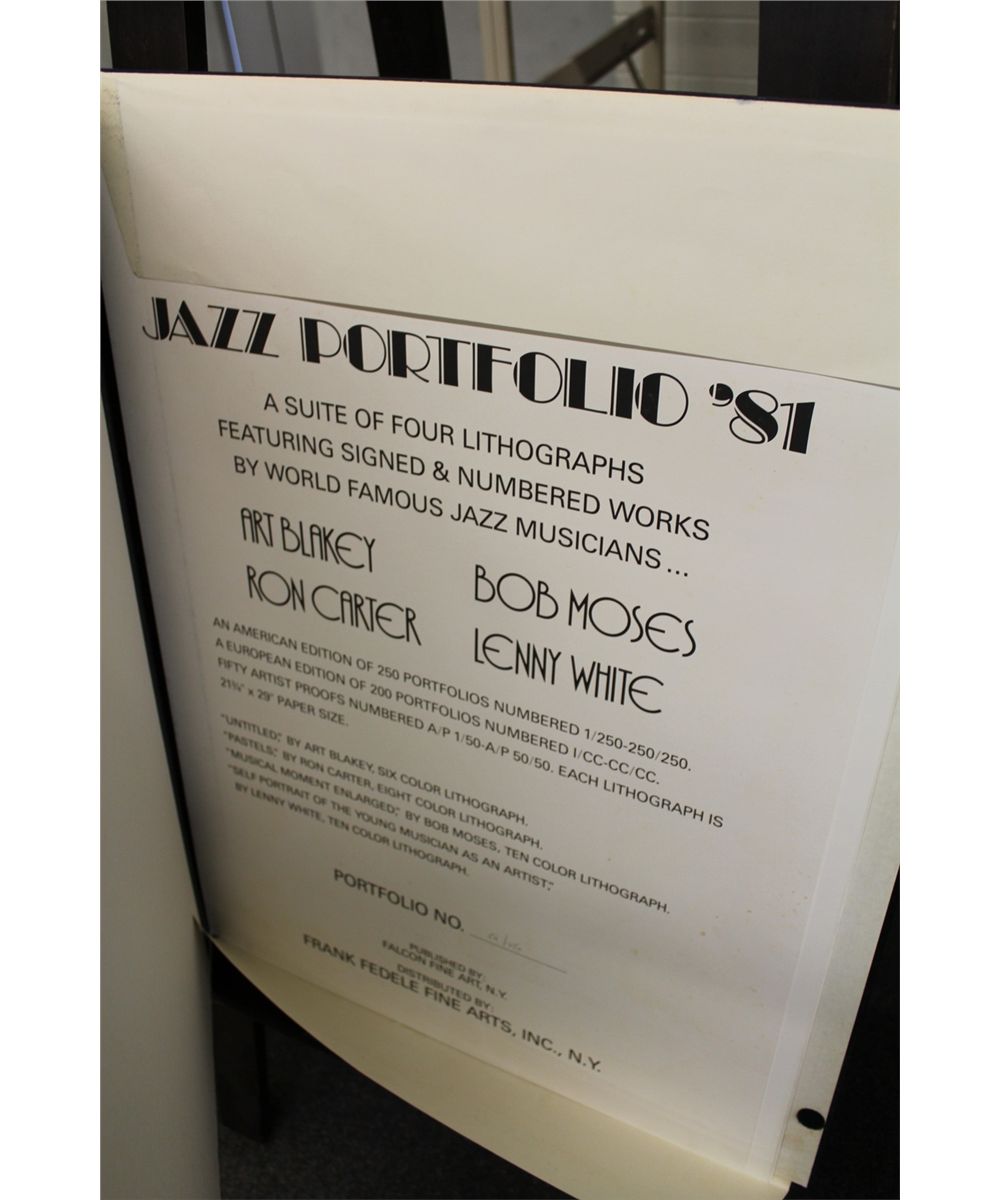 JAZZ PORTFOLIO '81
A SUITE OF FOUR LITHOGRAPHS
FEATURING SIGNED & NUMBERED WORKS
BY WORLD FAMOUS JAZZ MUSICIANS...
ART BLAKEY
BOB MOSES
RON CARTER
LENNY WHITE
AN AMERICAN EDITION OF 250 PORTFOLIOS NUMBERED 1/250-250/250.
A EUROPEAN EDITION OF 200 PORTFOLIOS NUMBERED I/CC-CC/CC.
FIFTY ARTIST PROOFS NUMBERED A/P 1/50-A/P 50/50. EACH LITHOGRAPH IS
21¾" x 29" PAPER SIZE.
"UNTITLED," BY ART BLAKEY, SIX COLOR LITHOGRAPH.
"PASTELS," BY RON CARTER, EIGHT COLOR LITHOGRAPH.
"MUSICAL MOMENT ENLARGED," BY BOB MOSES, TEN COLOR LITHOGRAPH.
"SELF PORTRAIT OF THE YOUNG MUSICIAN AS AN ARTIST,"
BY LENNY WHITE, TEN COLOR LITHOGRAPH.
PORTFOLIO NO.
PUBLISHED BY:
FALCON FINE ART, N.Y.
DISTRIBUTED BY:
FRANK FEDELE FINE ARTS, INC., N.Y.